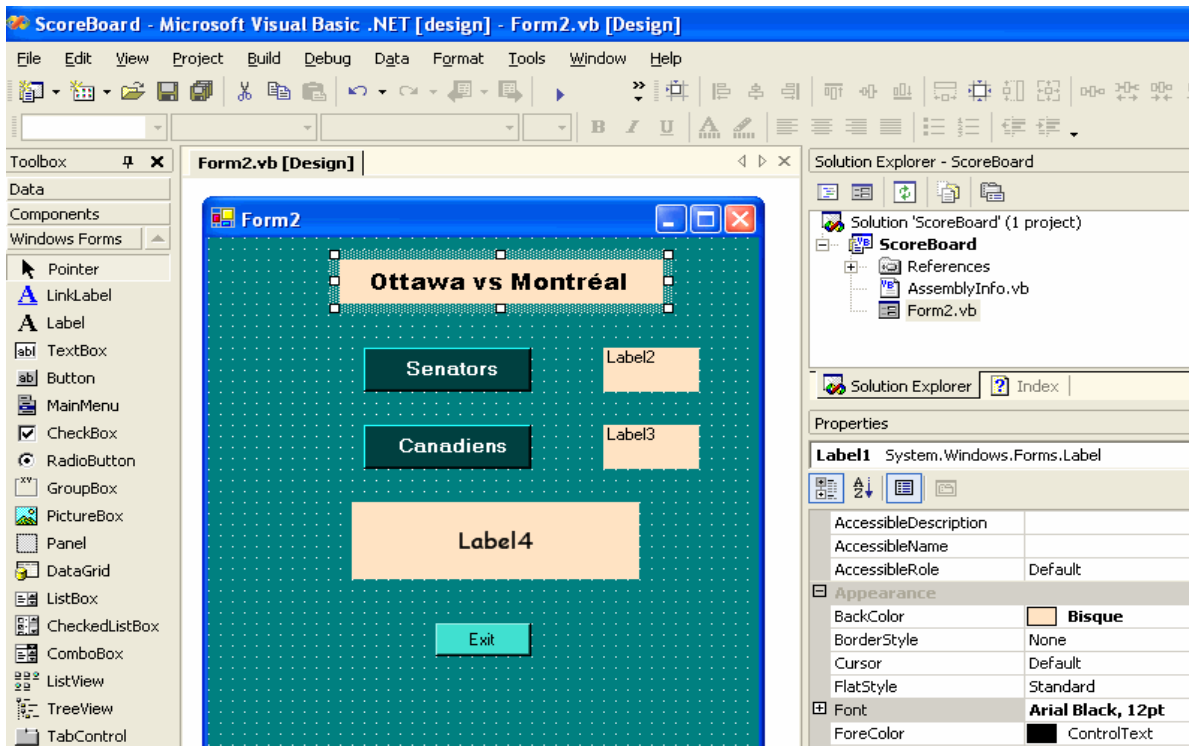 ScoreBoard - Microsoft Visual Basic .NET [design] - Form2.vb [Design]
File Edit View Project Build Debug Data Format Tools Window Help
B I U A
Toolbox
Data
Components
Windows Forms
Pointer
A LinkLabel
A Label
abl TextBox
ab Button
MainMenu
CheckBox
RadioButton
XY GroupBox
PictureBox
Panel
DataGrid
ListBox
CheckedListBox
ComboBox
ListView
TreeView
TabControl
Form2.vb [Design]
Form2
Ottawa vs Montréal
Senators
Label2
Canadiens
Label3
Label4
Exit
Solution Explorer - ScoreBoard
Solution 'ScoreBoard' (1 project)
ScoreBoard
References
AssemblyInfo.vb
Form2.vb
Solution Explorer
Index
Properties
Label1 System.Windows.Forms.Label
AccessibleDescription
AccessibleName
AccessibleRole Default
Appearance
BackColor Bisque
BorderStyle None
Cursor Default
FlatStyle Standard
Font Arial Black, 12pt
ForeColor ControlText